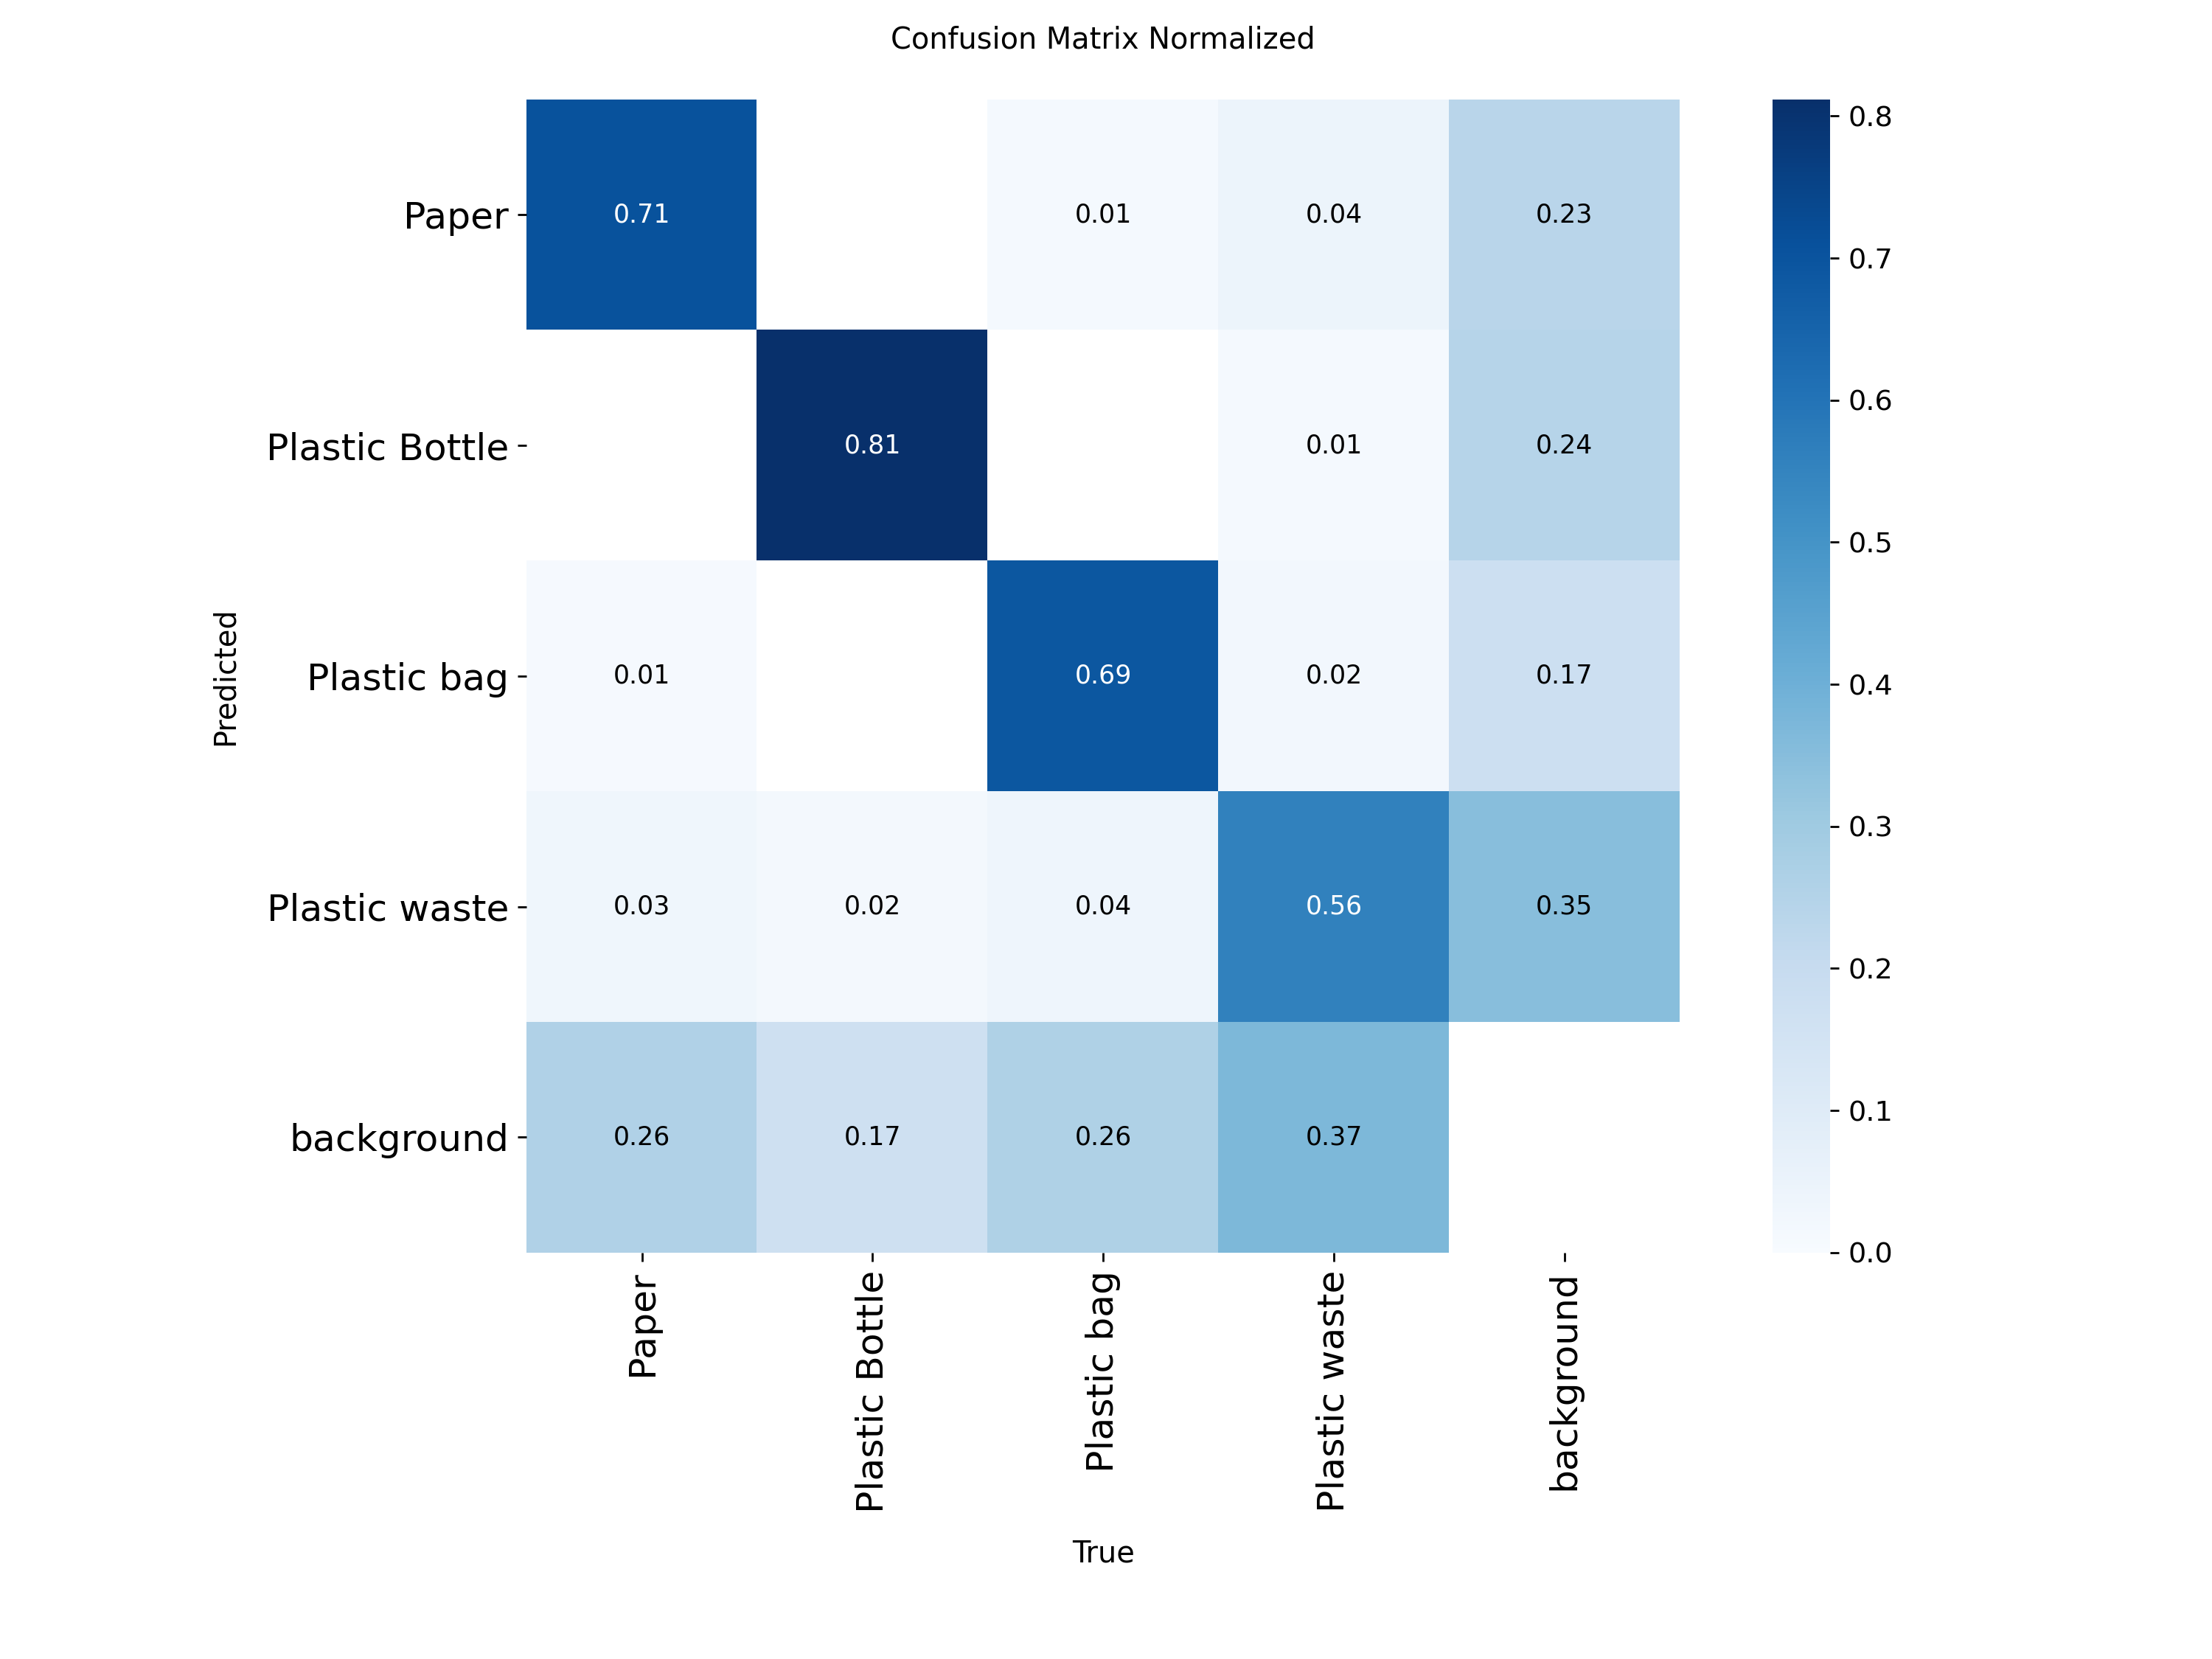 Confusion Matrix Normalized
Paper 0.71 0.01 0.04 0.23
Plastic Bottle 0.81 0.01 0.24
Plastic bag 0.01 0.69 0.02 0.17
Plastic waste 0.03 0.02 0.04 0.56 0.35
background 0.26 0.17 0.26 0.37
Predicted
Paper Plastic Bottle Plastic bag Plastic waste background
True
0.8
0.7
0.6
0.5
0.4
0.3
0.2
0.1
0.0